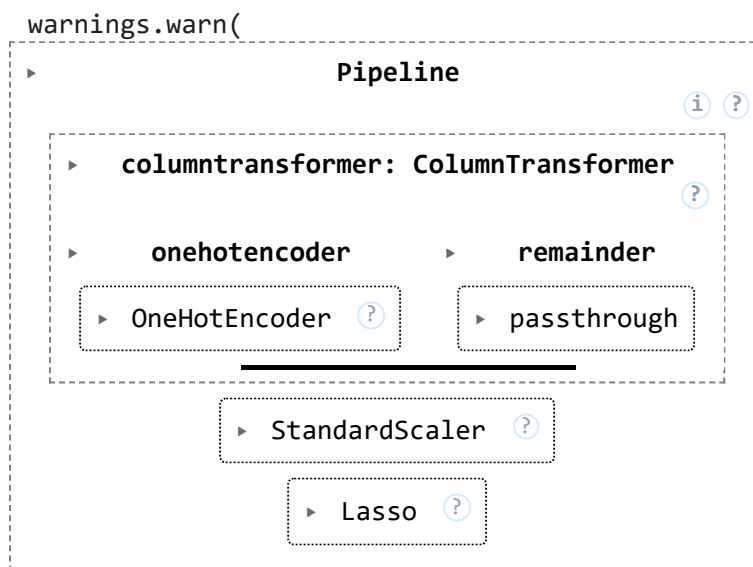 warnings.warn(
▸ Pipeline
i ?
▸ columntransformer: ColumnTransformer
?
▸ onehotencoder ▸ remainder
▸ OneHotEncoder ? ▸ passthrough
▸ StandardScaler ?
▸ Lasso ?